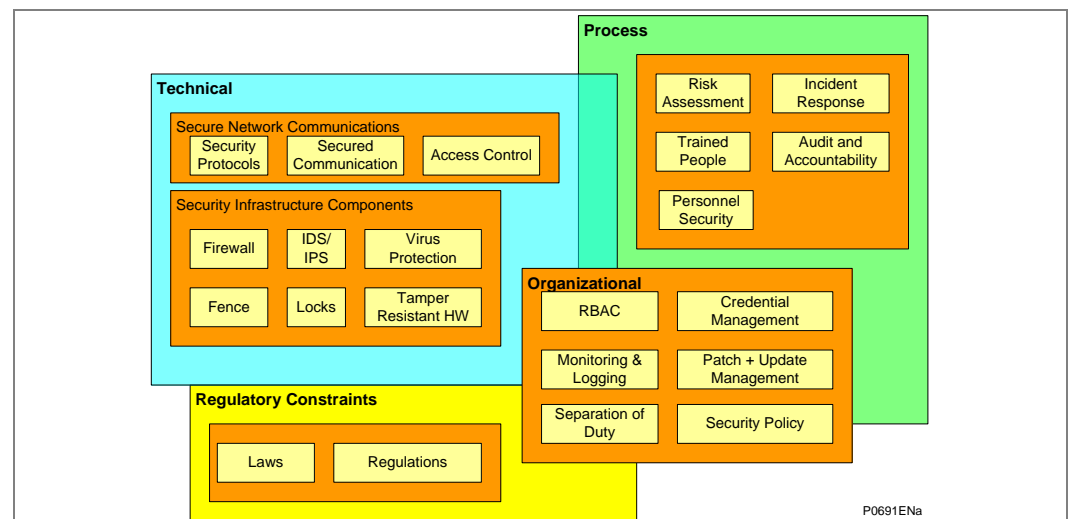 Process
Risk
Assessment
Incident
Response
Trained
People
Audit and
Accountability
Personnel
Security
Technical
Secure Network Communications
Security
Protocols
Secured
Communication
Access Control
Security Infrastructure Components
Firewall
IDS/
IPS
Virus
Protection
Fence
Locks
Tamper
Resistant HW
Organizational
RBAC
Credential
Management
Monitoring &
Logging
Patch + Update
Management
Separation of
Duty
Security Policy
Regulatory Constraints
Laws
Regulations
P0691ENa